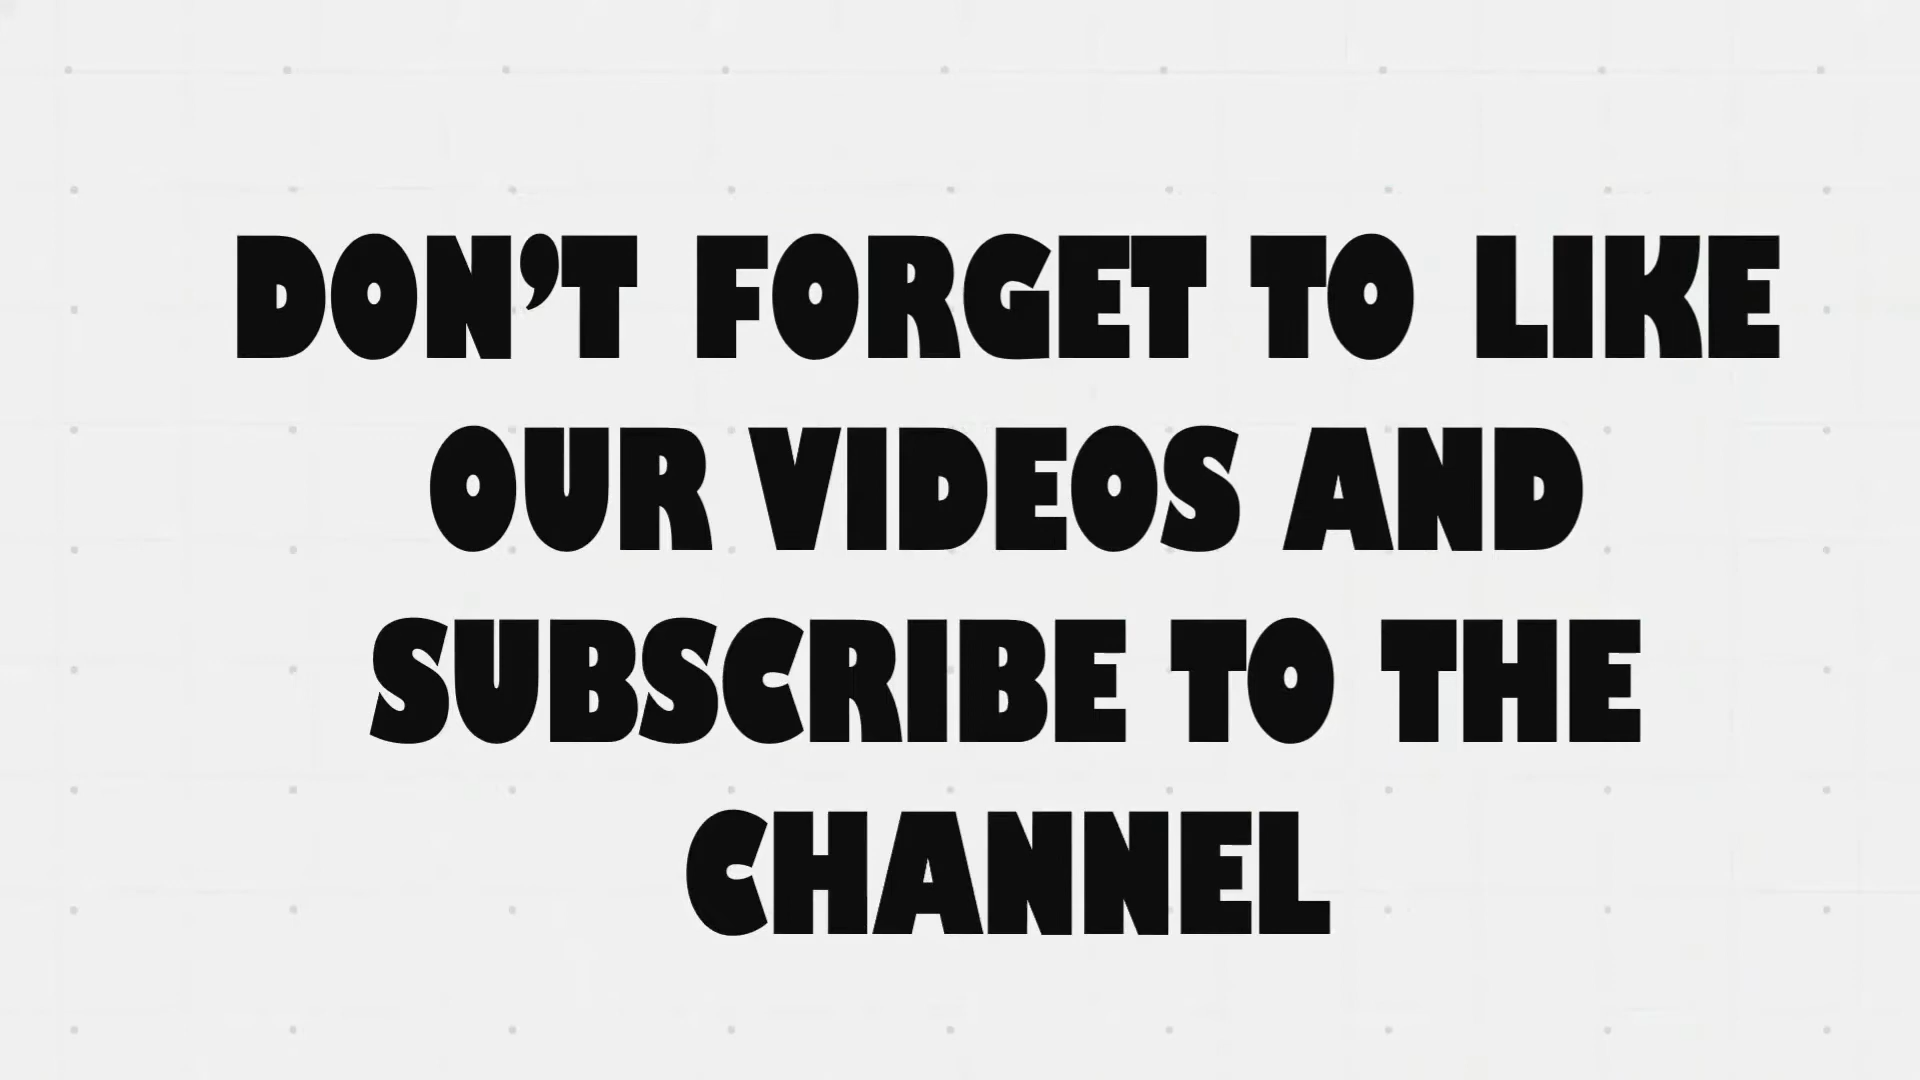 DON’T FORGET TO LIKE
OUR VIDEOS AND
SUBSCRIBE TO THE
CHANNEL